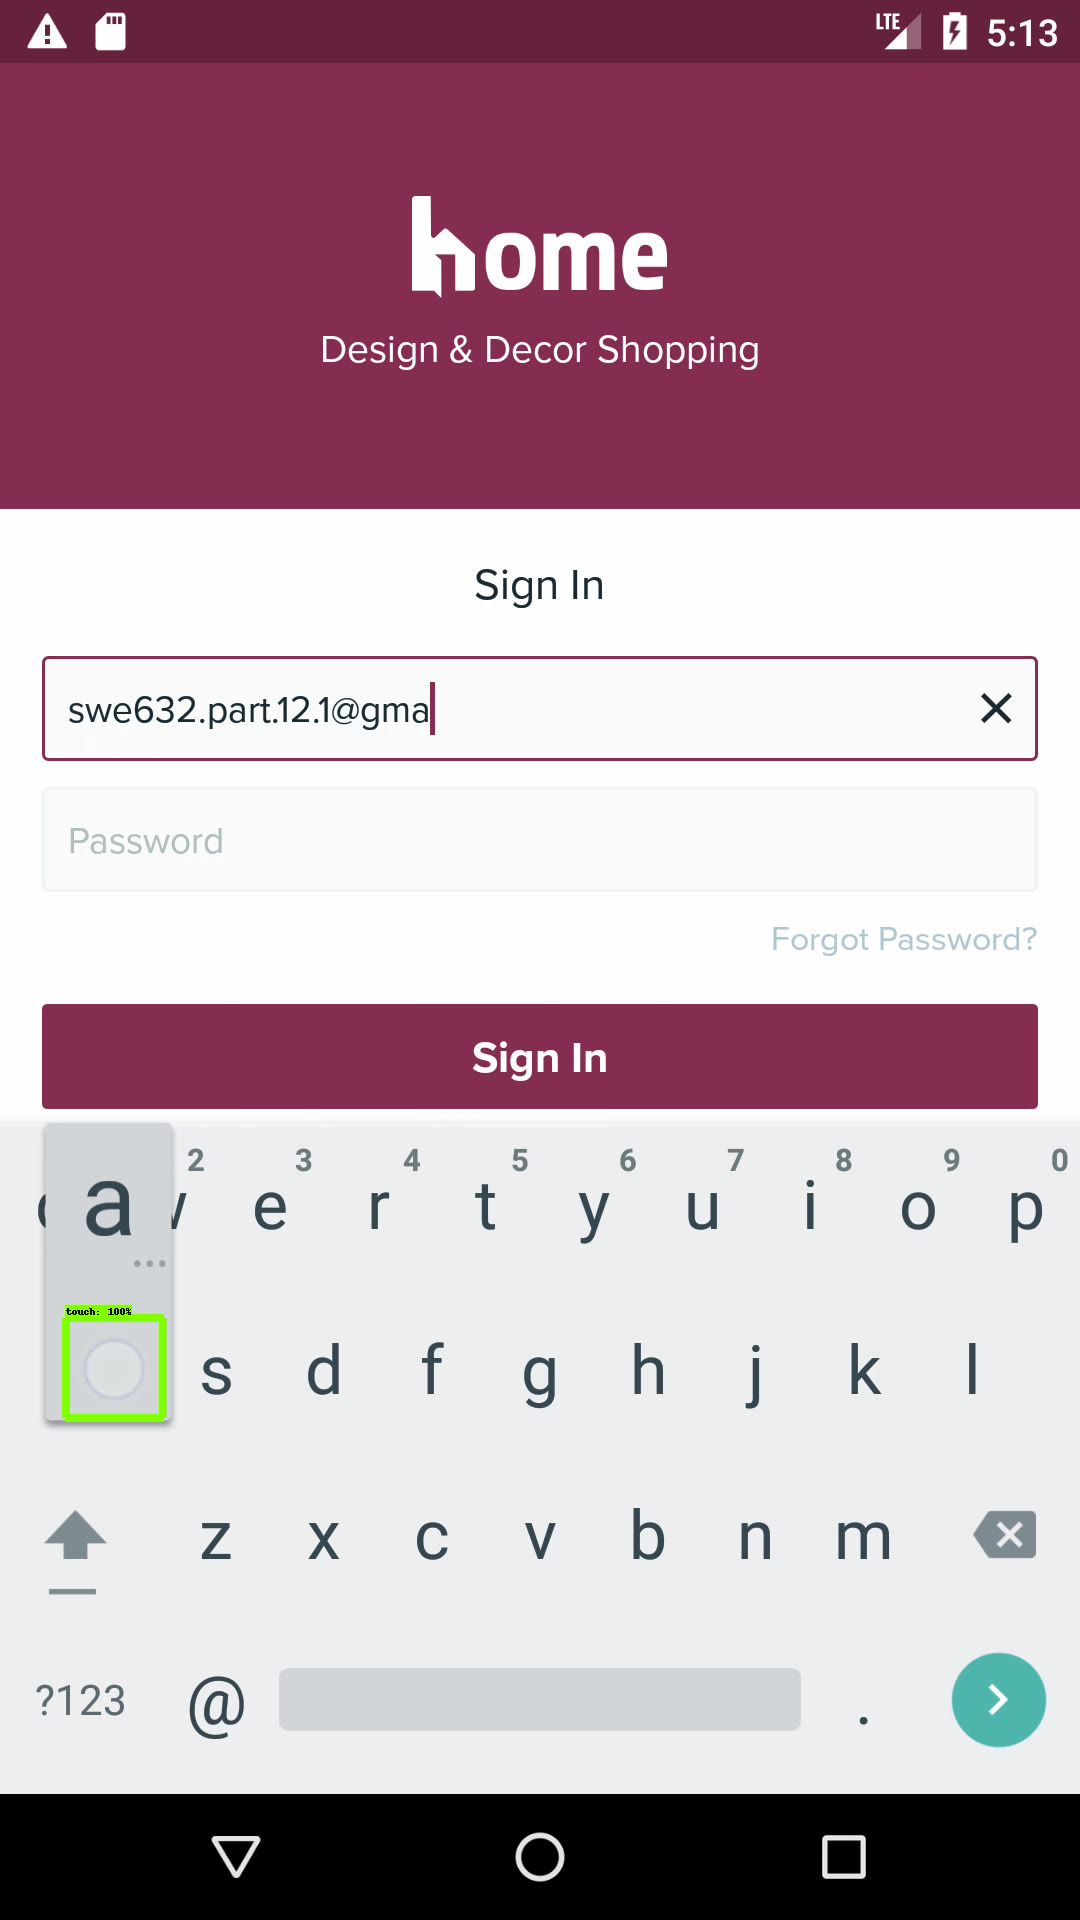 LTE 5:13
home
Design & Decor Shopping
Sign In
swe632.part.12.1@gma
Password
Forgot Password?
Sign In
2 3 4 5 6 7 8 9 0
a e r t y u i o p
touch: 100%
s d f g h j k l
z x c v b n m
?123 @ .